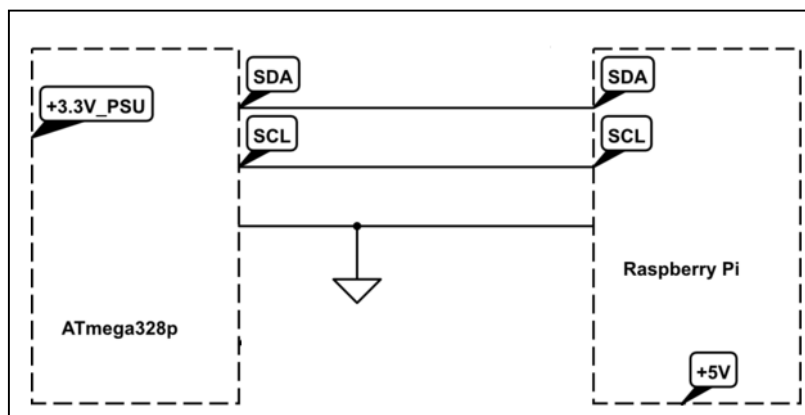 SDA
SDA
+3.3V_PSU
SCL
SCL
Raspberry Pi
ATmega328p
+5V